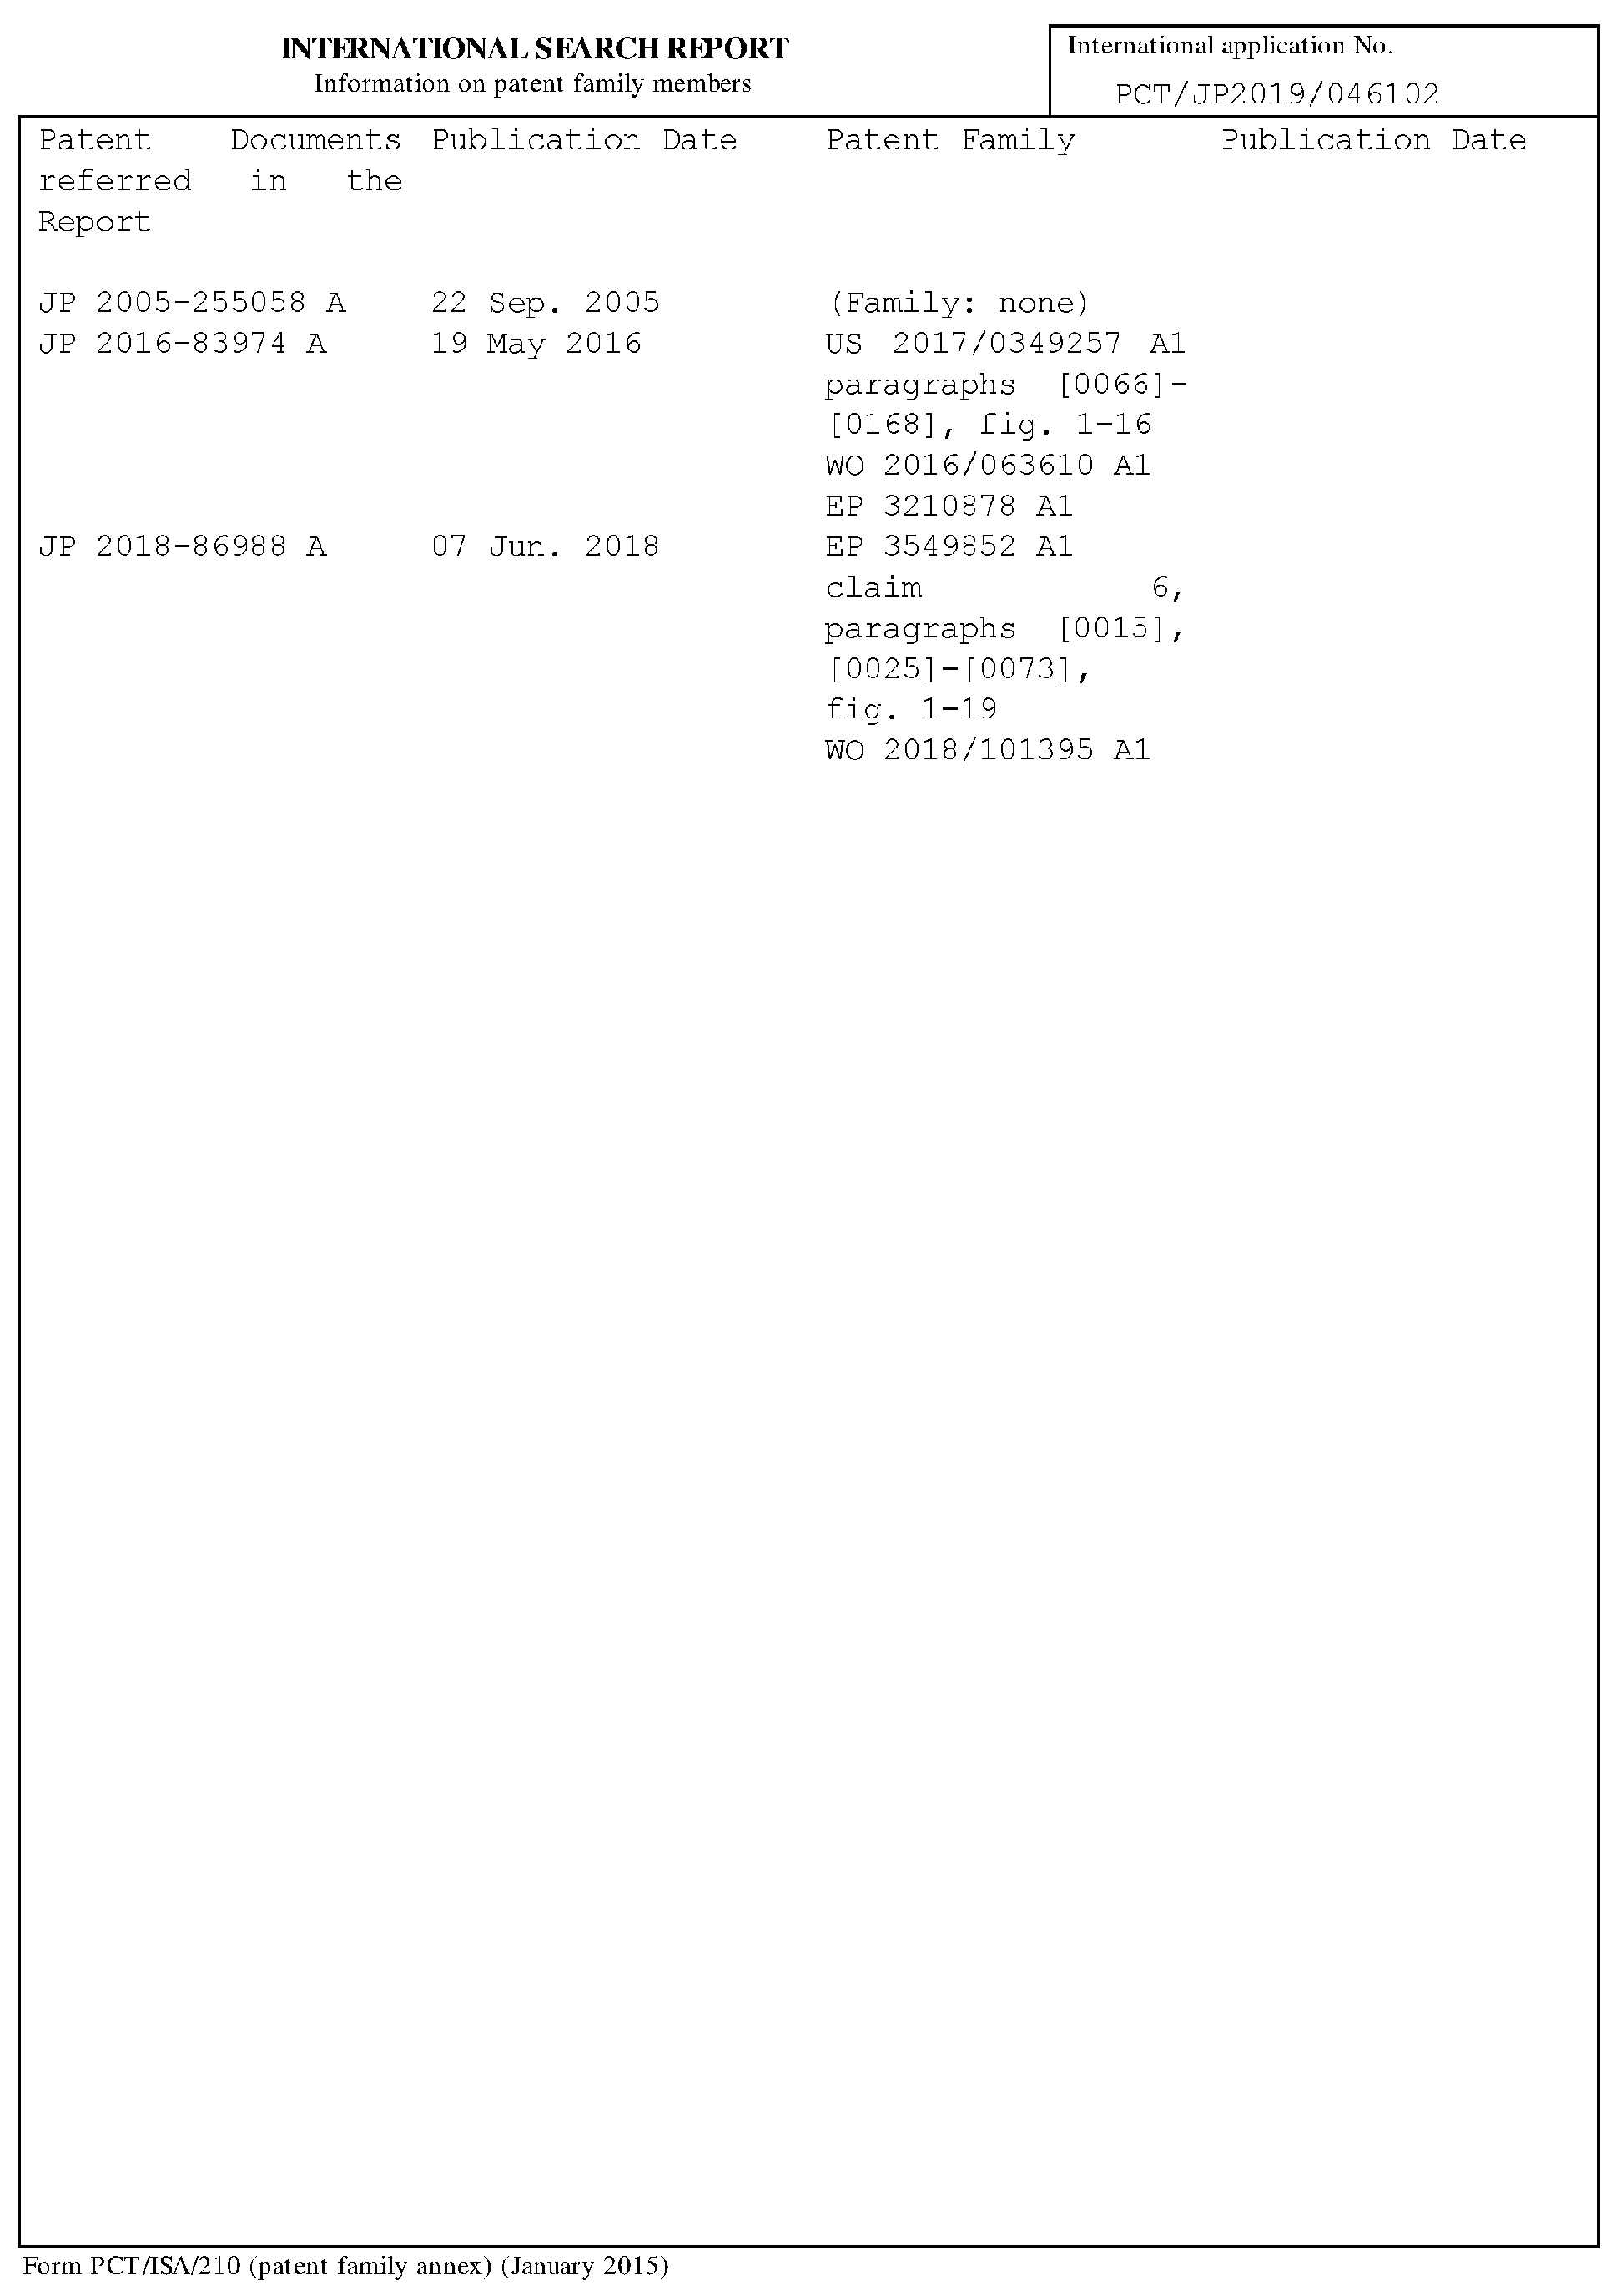 INTERNATIONAL SEARCH REPORT
Information on patent family members
International application No.
PCT/JP2019/046102
Patent Documents referred in the Report
Publication Date
Patent Family
Publication Date
JP 2005-255058 A 22 Sep. 2005 (Family: none)
JP 2016-83974 A 19 May 2016 US 2017/0349257 A1
paragraphs [0066]-
[0168], fig. 1-16
WO 2016/063610 A1
EP 3210878 A1
JP 2018-86988 A 07 Jun. 2018 EP 3549852 A1
claim 6,
paragraphs [0015],
[0025]-[0073],
fig. 1-19
WO 2018/101395 A1
Form PCT/ISA/210 (patent family annex) (January 2015)